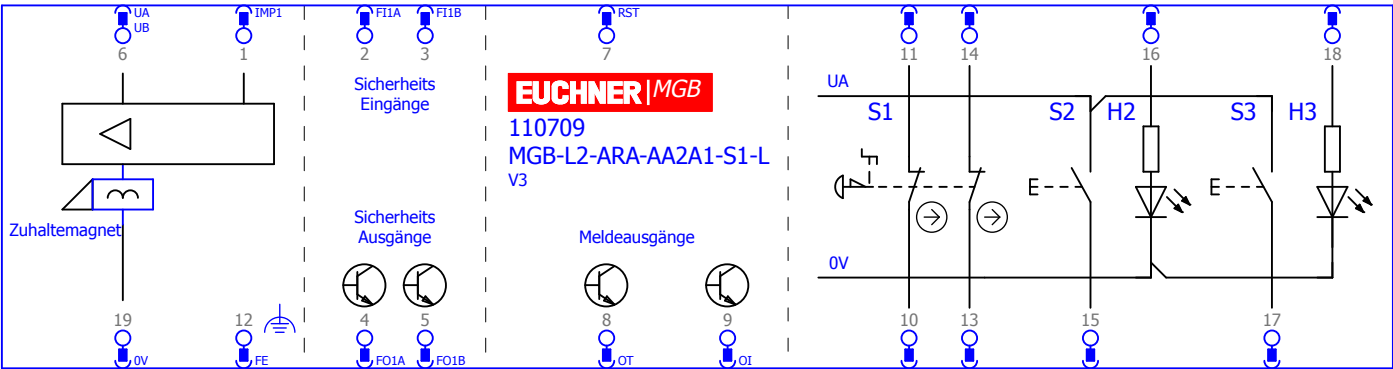 UA
UB
IMP1
FI1A
FI1B
RST
6
1
2
3
7
11
14
16
18
Sicherheits
Eingänge
EUCHNER|MGB
110709
MGB-L2-ARA-AA2A1-S1-L
V3
UA
S1
S2
H2
S3
H3
Zuhaltemagnet
Sicherheits
Ausgänge
Meldeausgänge
0V
19
12
4
5
8
9
10
13
15
17
0V
FE
FO1A
FO1B
OT
OI